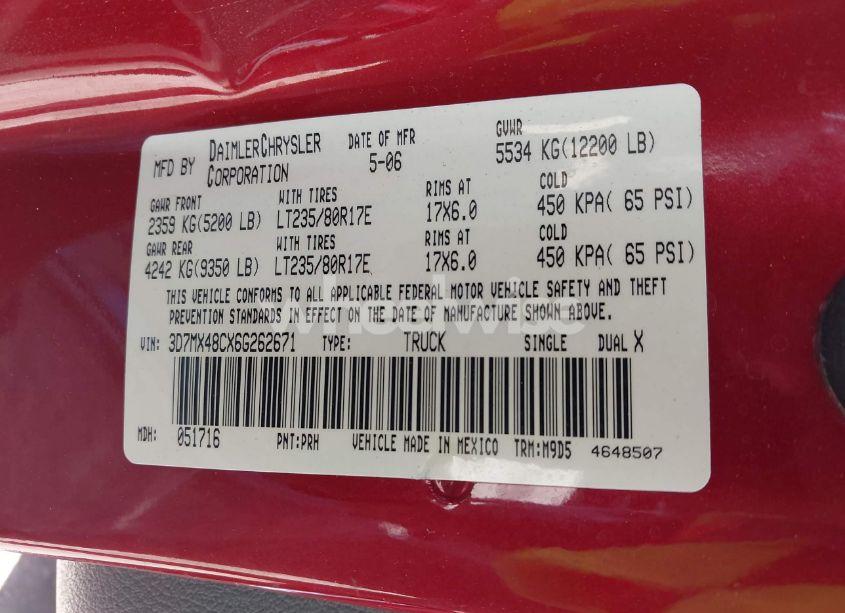 MFD BY DAIMLERCHRYSLER CORPORATION DATE OF MFR 5-06 GVWR 5534 KG(12200 LB)
GAWR FRONT WITH TIRES RIMS AT COLD
2359 KG(5200 LB) LT235/80R17E 17X6.0 450 KPA( 65 PSI)
GAWR REAR WITH TIRES RIMS AT COLD
4242 KG(9350 LB) LT235/80R17E 17X6.0 450 KPA( 65 PSI)
THIS VEHICLE CONFORMS TO ALL APPLICABLE FEDERAL MOTOR VEHICLE SAFETY AND THEFT
PREVENTION STANDARDS IN EFFECT ON THE DATE OF MANUFACTURE SHOWN ABOVE.
wheelwise
VIN: 3D7MX48CX6G262671 TYPE: TRUCK SINGLE DUAL X
MDH: 051716 PNT:PRH VEHICLE MADE IN MEXICO TRM:M9D5 4648507